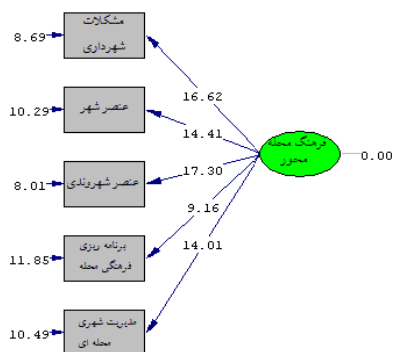 مشکلات
شهرداری
8.69
16.62
عنصر شهر
10.29
14.41
فرهنگ محله
محور
0.00
عنصر شهروندی
8.01
17.30
برنامه ریزی
فرهنگی محله
11.85
9.16
مدیریت شهری
محله ای
10.49
14.01